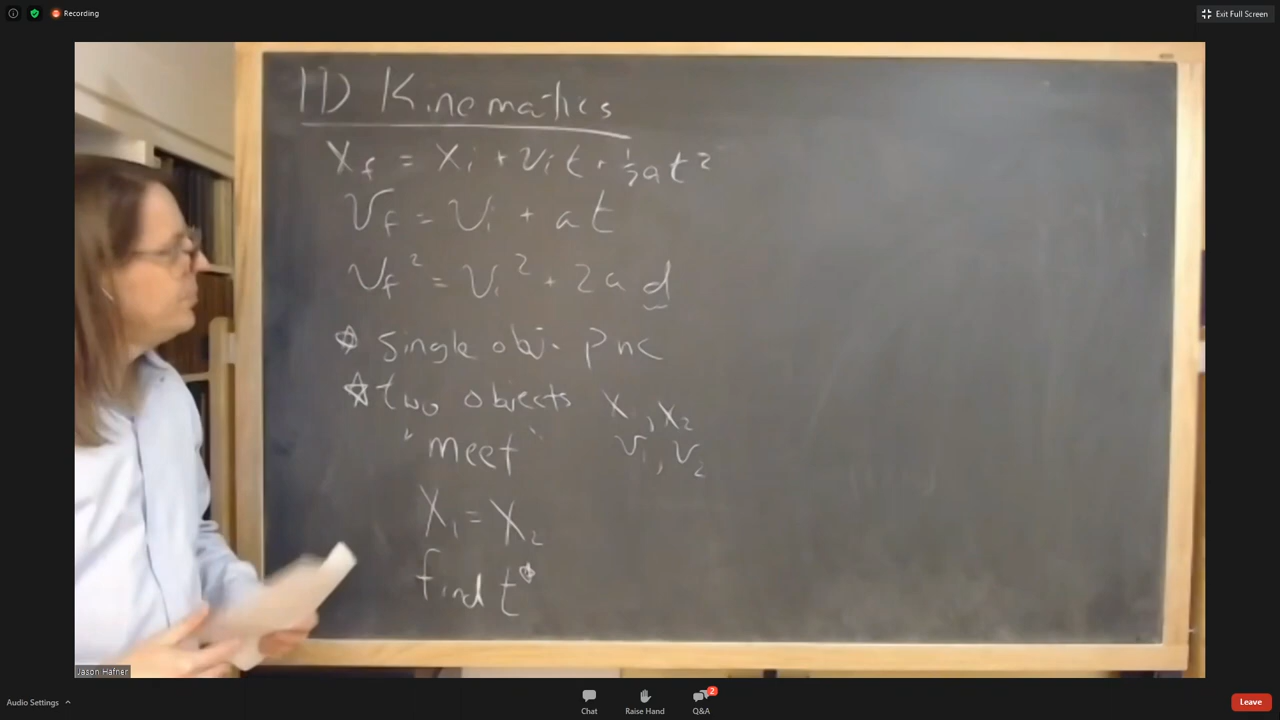 Recording
Exit Full Screen
1D Kinematics
Xf = Xi + vit + ½at²
Vf = Vi + at
Vf² = Vi² + 2ad
☆ single obj. pnc
☆ two objects X₁, X₂
"meet" V₁, V₂
X₁ = X₂
find t*
Jason Hafner
Audio Settings
Chat
Raise Hand
2
Q&A
Leave